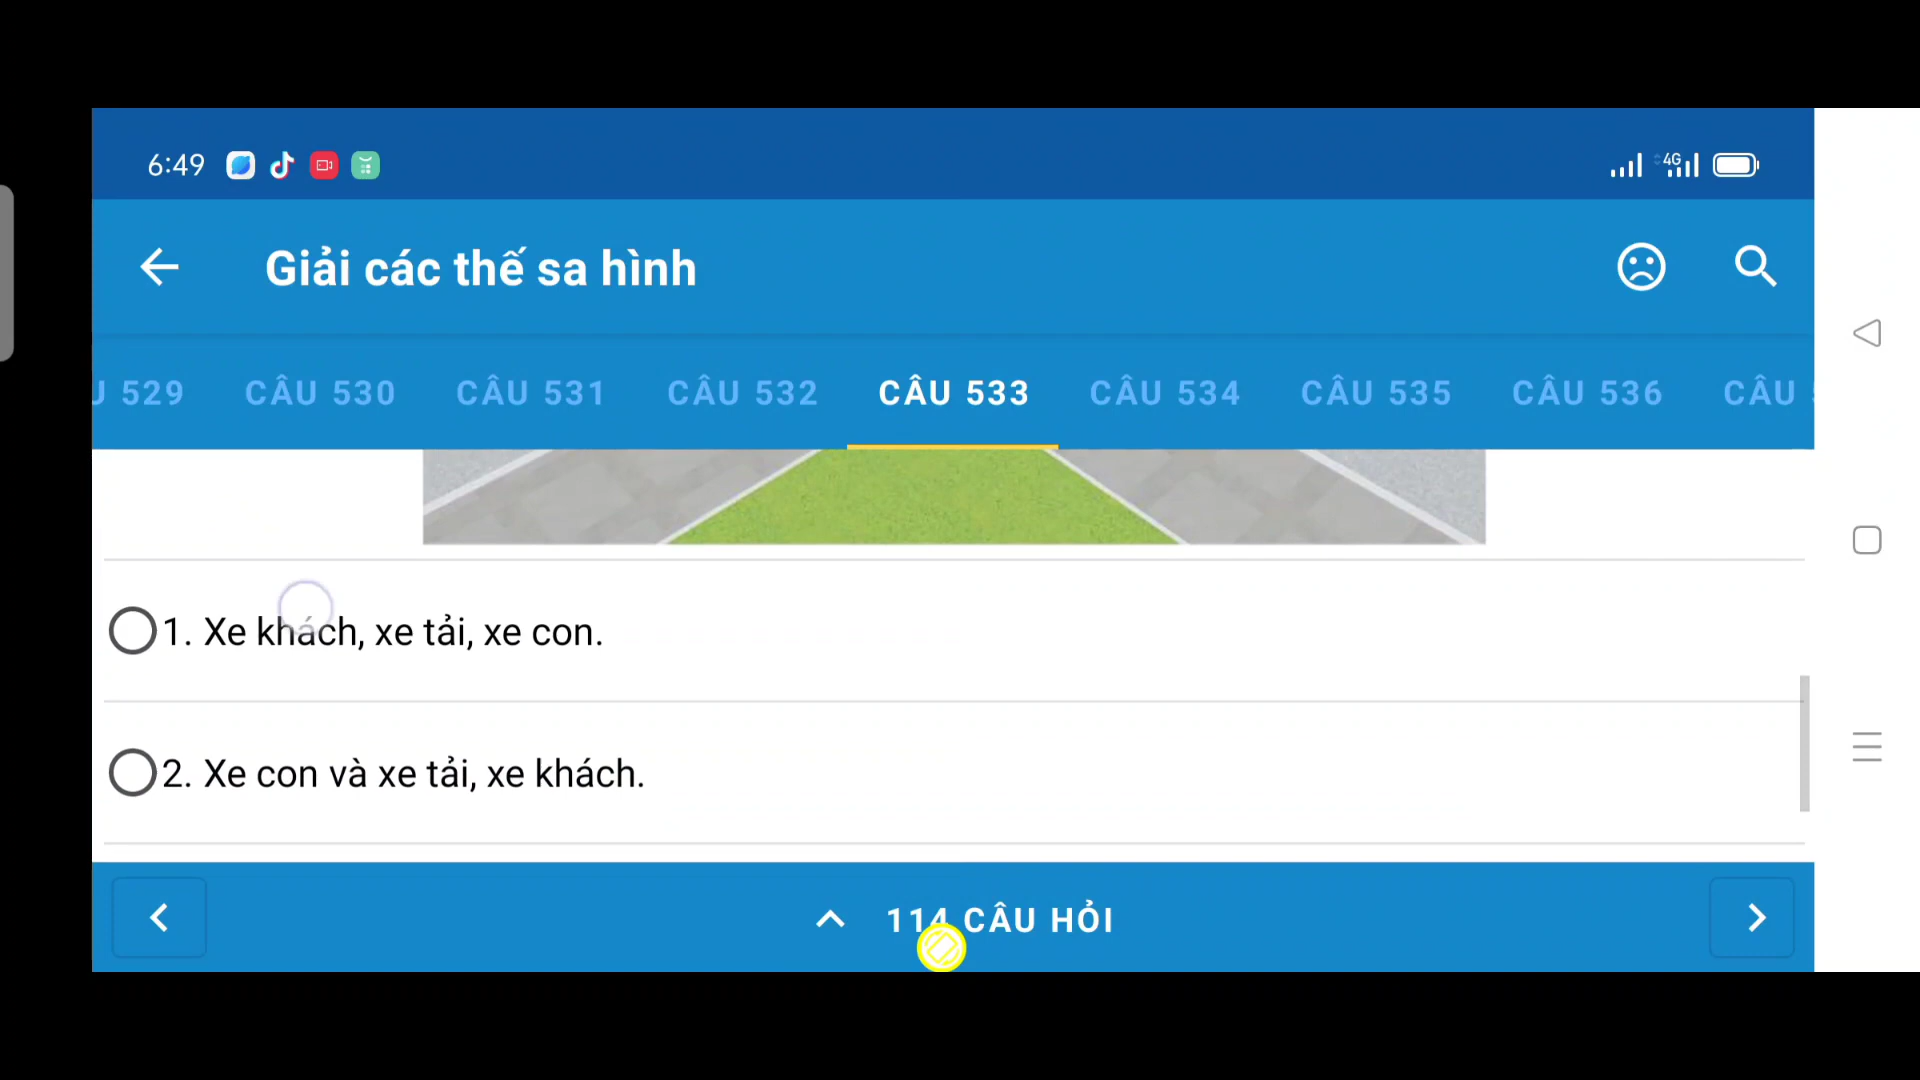 6:49
4G
Giải các thế sa hình
529
CÂU 530
CÂU 531
CÂU 532
CÂU 533
CÂU 534
CÂU 535
CÂU 536
CÂU
1. Xe khách, xe tải, xe con.
2. Xe con và xe tải, xe khách.
114 CÂU HỎI